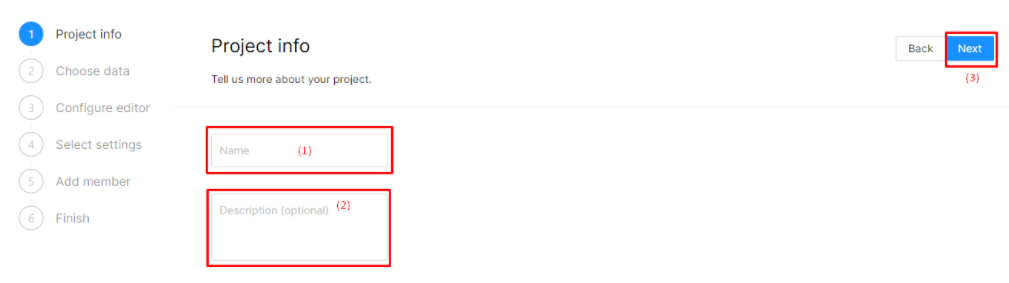 1 Project info
2 Choose data
3 Configure editor
4 Select settings
5 Add member
6 Finish
Project info
Tell us more about your project.
Back Next
(3)
Name (1)
Description (optional) (2)